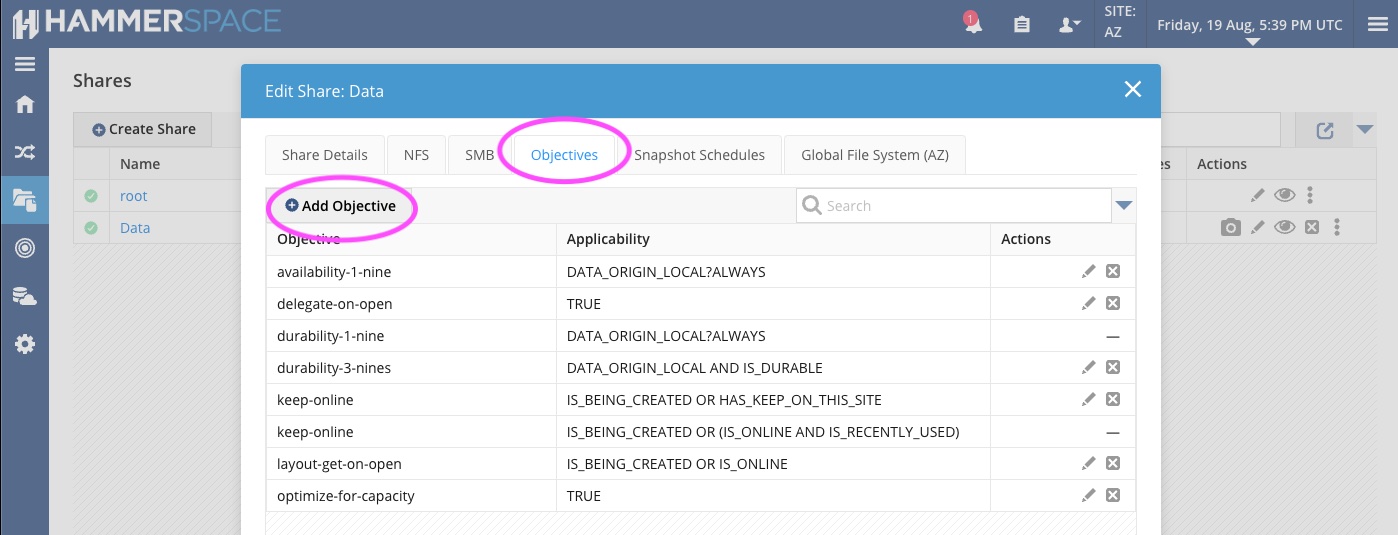 HAMMERSPACE
1
SITE:
AZ
Friday, 19 Aug, 5:39 PM UTC
Shares
Create Share
Name
root
Data
Edit Share: Data
Share Details
NFS
SMB
Objectives
Snapshot Schedules
Global File System (AZ)
Add Objective
Search
Objective
Applicability
Actions
availability-1-nine
DATA_ORIGIN_LOCAL?ALWAYS
delegate-on-open
TRUE
durability-1-nine
DATA_ORIGIN_LOCAL?ALWAYS
—
durability-3-nines
DATA_ORIGIN_LOCAL AND IS_DURABLE
keep-online
IS_BEING_CREATED OR HAS_KEEP_ON_THIS_SITE
keep-online
IS_BEING_CREATED OR (IS_ONLINE AND IS_RECENTLY_USED)
—
layout-get-on-open
IS_BEING_CREATED OR IS_ONLINE
optimize-for-capacity
TRUE
Actions